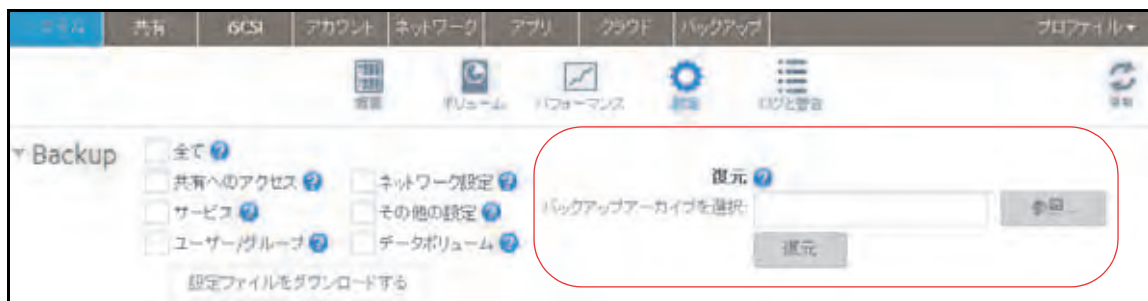 共有 iSCSI アカウント ネットワーク アプリ クラウド バックアップ プロファイル
概要 ボリューム パフォーマンス 設定 ログと警告
Backup
全て
共有へのアクセス ネットワーク設定
サービス その他の設定
ユーザー/グループ データボリューム
設定ファイルをダウンロードする
復元
バックアップアーカイブを選択: 参照...
復元